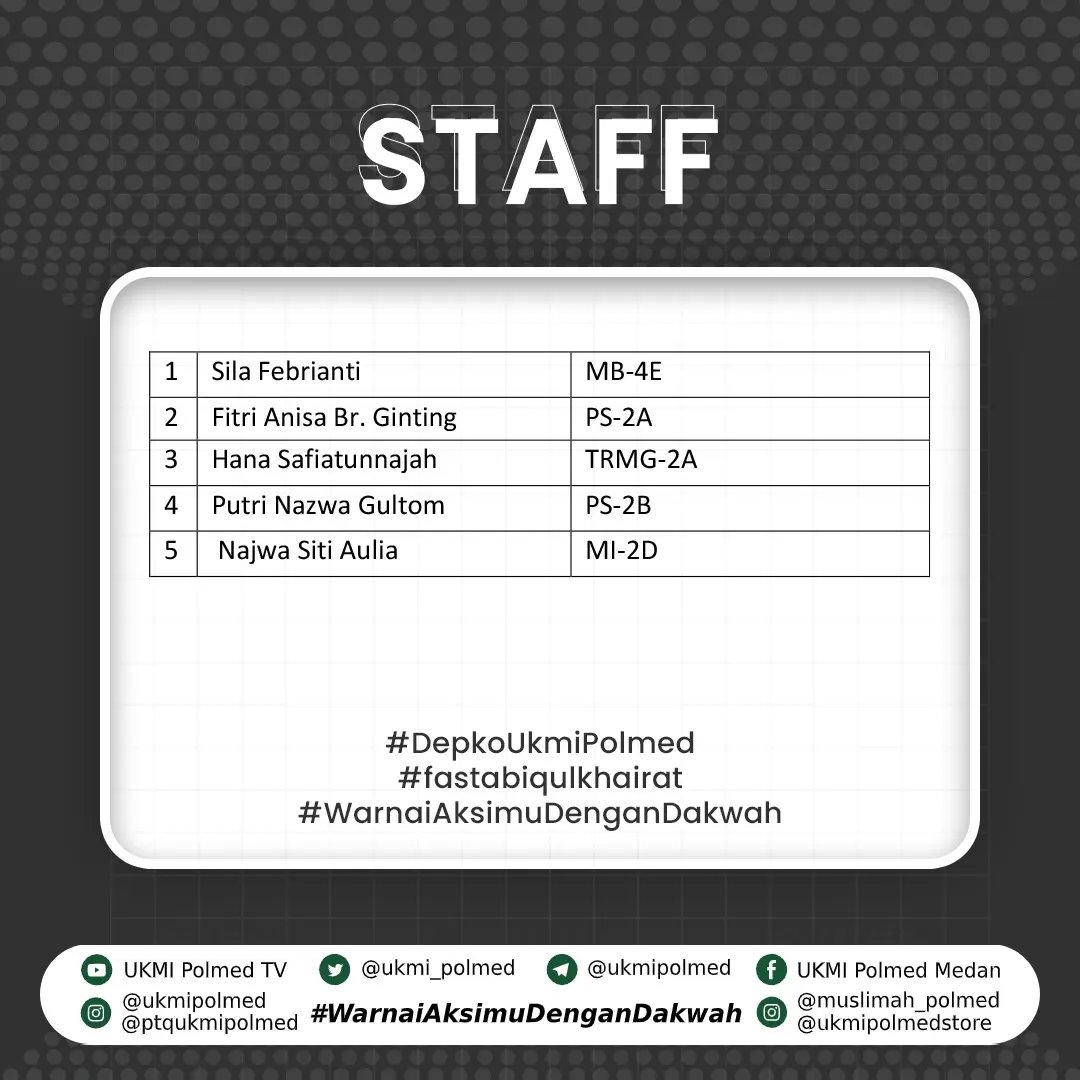 STAFF
1 Sila Febrianti MB-4E
2 Fitri Anisa Br. Ginting PS-2A
3 Hana Safiatunnajah TRMG-2A
4 Putri Nazwa Gultom PS-2B
5 Najwa Siti Aulia MI-2D
#DepkoUkmiPolmed
#fastabiqulkhairat
#WarnaiAksimuDenganDakwah
UKMI Polmed TV @ukmi_polmed @ukmipolmed UKMI Polmed Medan
@ukmipolmed
@ptqukmipolmed
#WarnaiAksimuDenganDakwah
@muslimah_polmed
@ukmipolmedstore